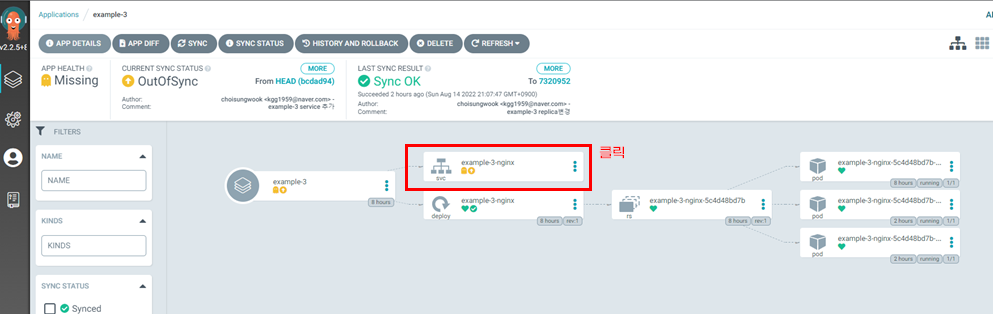 Applications / example-3
v2.2.5+8
APP DETAILS
APP DIFF
SYNC
SYNC STATUS
HISTORY AND ROLLBACK
DELETE
REFRESH
APP HEALTH
Missing
CURRENT SYNC STATUS
MORE
OutOfSync
From HEAD (bcdad94)
Author: choisungwook <kgg1959@naver.com> -
Comment: example-3 service 추가
LAST SYNC RESULT
MORE
Sync OK
To 7320952
Succeeded 2 hours ago (Sun Aug 14 2022 21:07:47 GMT+0900)
Author: choisungwook <kgg1959@naver.com> -
Comment: example-3 replica변경
FILTERS
NAME
NAME
KINDS
KINDS
SYNC STATUS
Synced
example-3
8 hours
example-3-nginx
svc
클릭
example-3-nginx
deploy
8 hours rev:1
example-3-nginx-5c4d48bd7b
rs
8 hours rev:1
example-3-nginx-5c4d48bd7b-...
pod
8 hours running 1/1
example-3-nginx-5c4d48bd7b-...
pod
2 hours running 1/1
example-3-nginx-5c4d48bd7b-...
pod
2 hours running 1/1